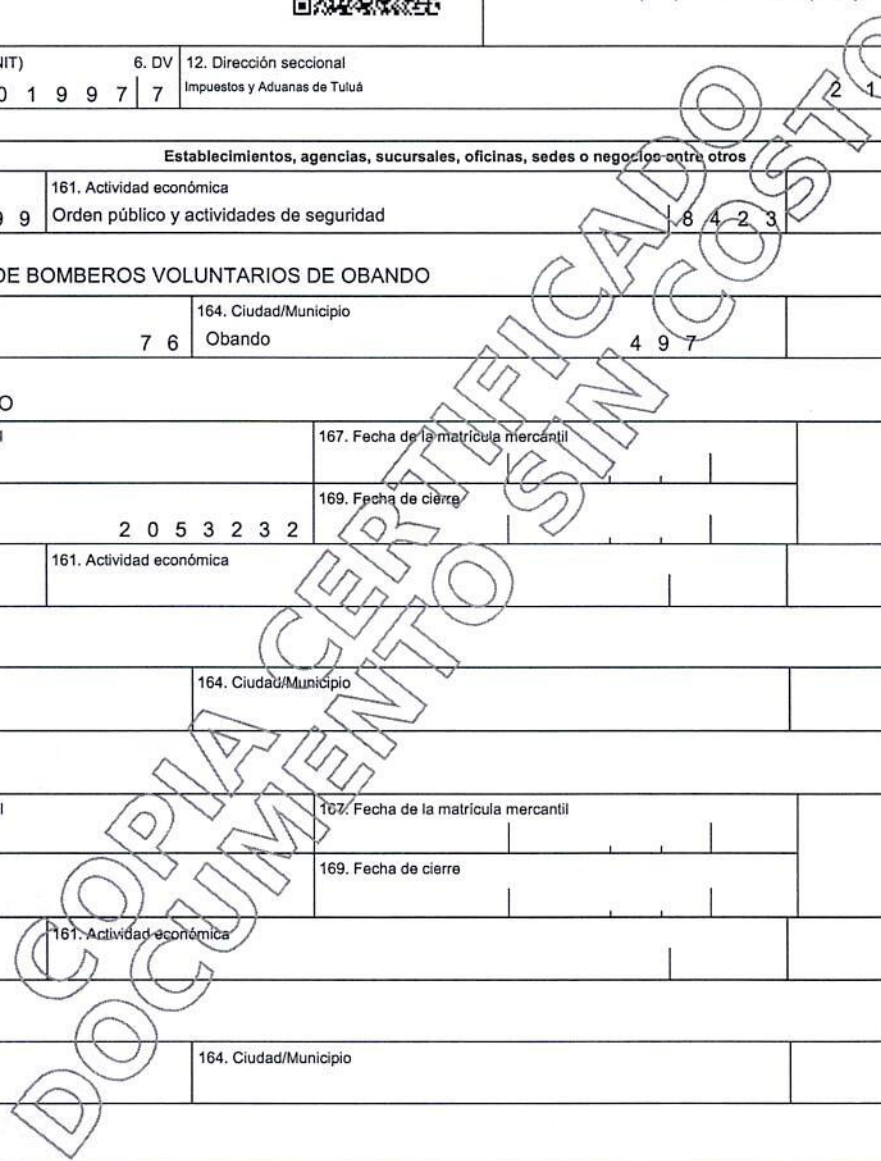 NIT) 6. DV 12. Dirección seccional
0 1 9 9 7 7 Impuestos y Aduanas de Tuluá 2 1
Establecimientos, agencias, sucursales, oficinas, sedes o negocios entre otros
161. Actividad económica
9 9 Orden público y actividades de seguridad 8 4 2 3
DE BOMBEROS VOLUNTARIOS DE OBANDO
164. Ciudad/Municipio
7 6 Obando 4 9 7
O
167. Fecha de la matrícula mercantil
169. Fecha de cierre
2 0 5 3 2 3 2
161. Actividad económica
164. Ciudad/Municipio
167. Fecha de la matrícula mercantil
169. Fecha de cierre
161. Actividad económica
164. Ciudad/Municipio
COPIA CERTIFICADO
DOCUMENTO SIN COSTO